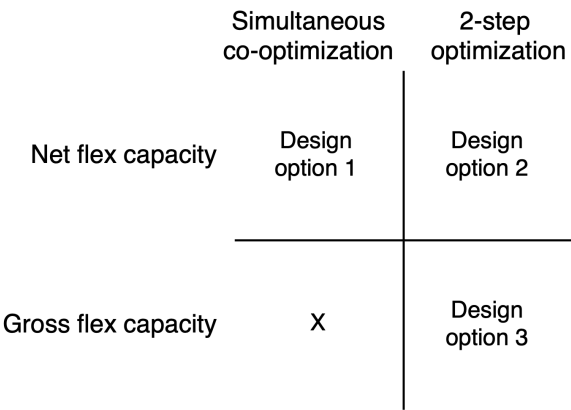 Simultaneous
co-optimization
2-step
optimization
Net flex capacity
Design
option 1
Design
option 2
Gross flex capacity
X
Design
option 3